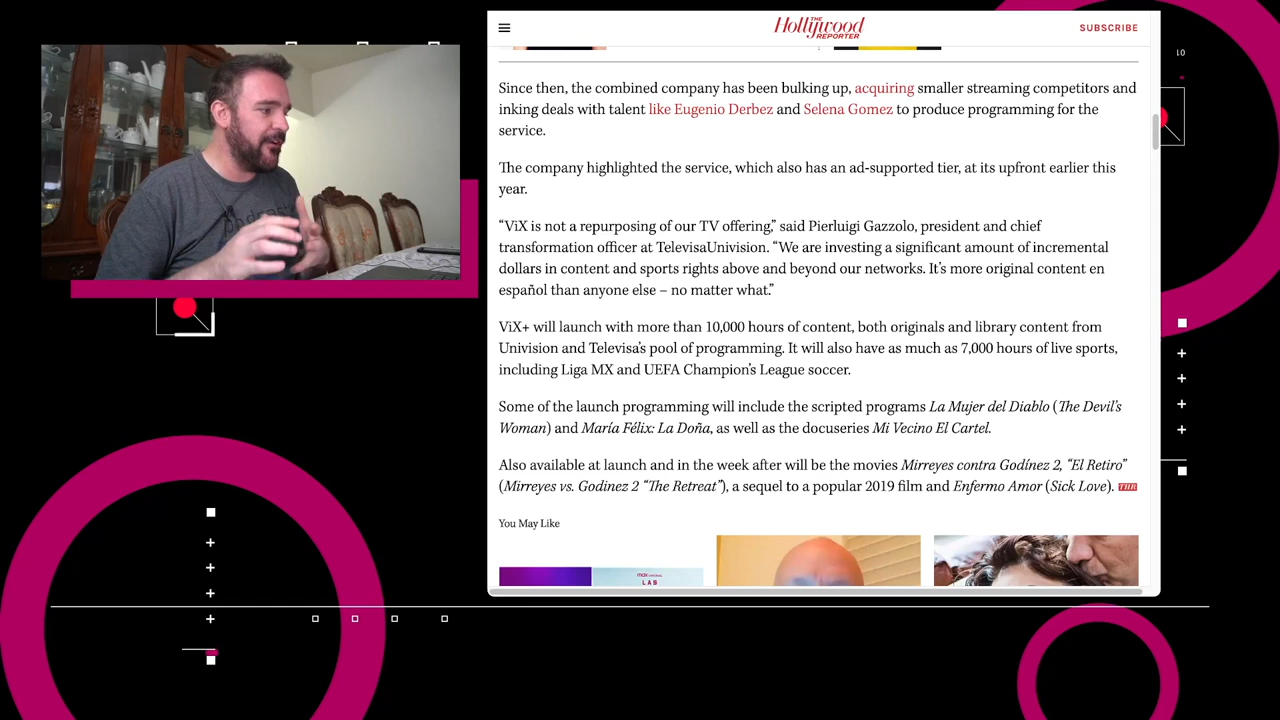 THE
Hollywood
REPORTER
SUBSCRIBE
10
Since then, the combined company has been bulking up, acquiring smaller streaming competitors and
inking deals with talent like Eugenio Derbez and Selena Gomez to produce programming for the
service.
The company highlighted the service, which also has an ad-supported tier, at its upfront earlier this
year.
“ViX is not a repurposing of our TV offering,” said Pierluigi Gazzolo, president and chief
transformation officer at TelevisaUnivision. “We are investing a significant amount of incremental
dollars in content and sports rights above and beyond our networks. It’s more original content en
español than anyone else – no matter what.”
ViX+ will launch with more than 10,000 hours of content, both originals and library content from
Univision and Televisa’s pool of programming. It will also have as much as 7,000 hours of live sports,
including Liga MX and UEFA Champion’s League soccer.
Some of the launch programming will include the scripted programs La Mujer del Diablo (The Devil’s
Woman) and María Félix: La Doña, as well as the docuseries Mi Vecino El Cartel.
Also available at launch and in the week after will be the movies Mirreyes contra Godínez 2, “El Retiro”
(Mirreyes vs. Godinez 2 “The Retreat”), a sequel to a popular 2019 film and Enfermo Amor (Sick Love). THR
You May Like
max ORIGINAL
LAB